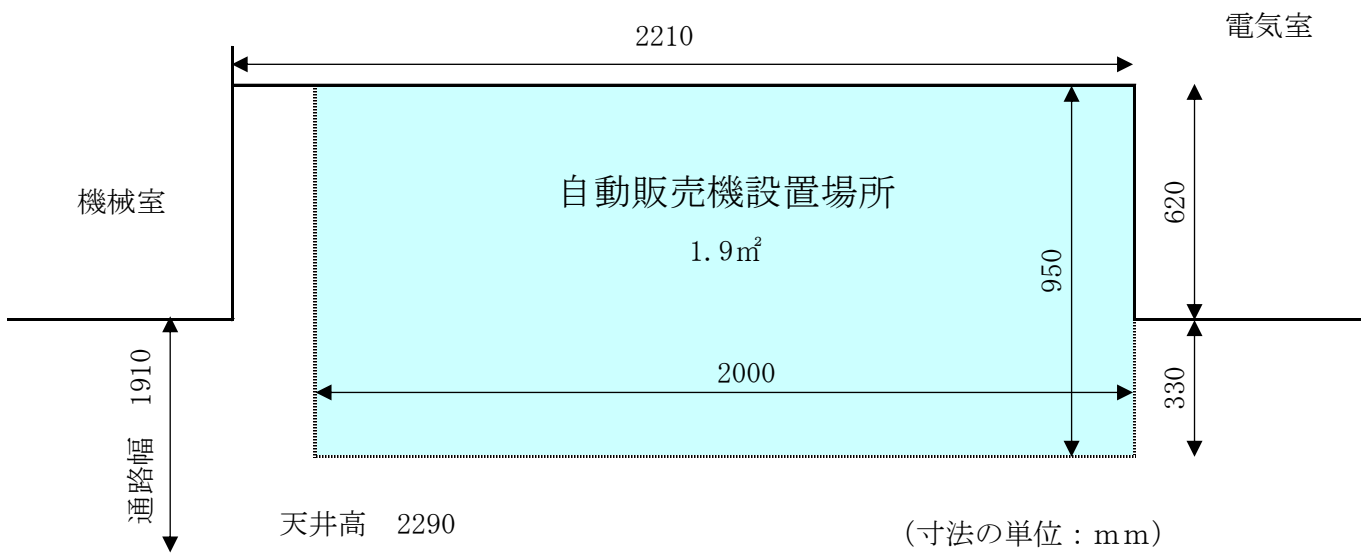 電気室
2210
機械室
自動販売機設置場所
1.9㎡
950
620
2000
330
通路幅　1910
天井高　2290
（寸法の単位：ｍｍ）